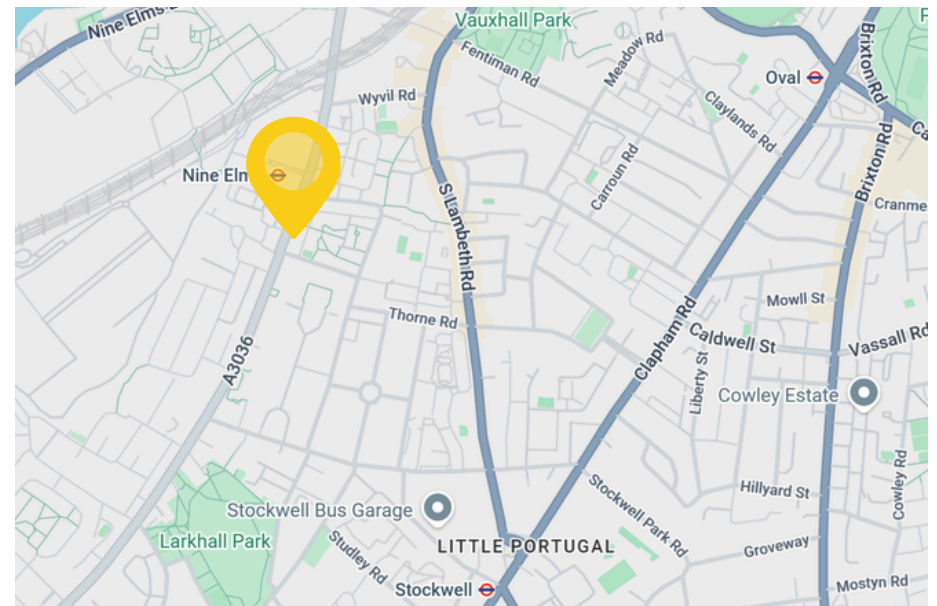 Vauxhall Park
Nine Elms
Fentiman Rd
Meadow Rd
Brixton Rd
Oval
Wyvil Rd
Claylands Rd
Brixton Rd
Nine Elm
Carroun Rd
S Lambeth Rd
Cranme
Mowll St
Thorne Rd
Clapham Rd
Caldwell St
Vassall Rd
A3036
Liberty St
Cowley Estate
Stockwell Park Rd
Hillyard St
Cowley Rd
Stockwell Bus Garage
Larkhall Park
Studley Rd
LITTLE PORTUGAL
Groveway
Stockwell
Mostyn Rd